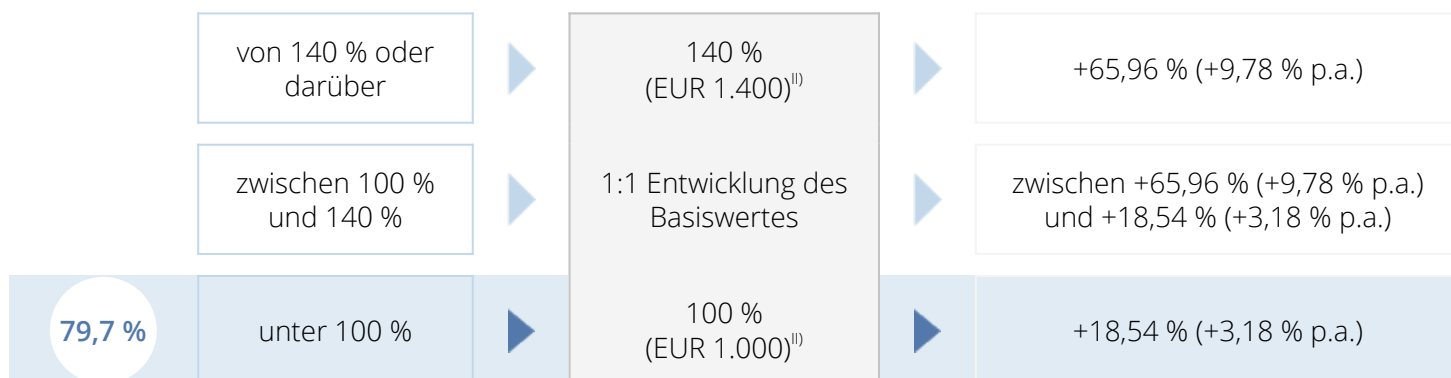 von 140 % oder
darüber
140 %
(EUR 1.400)II)
+65,96 % (+9,78 % p.a.)
zwischen 100 %
und 140 %
1:1 Entwicklung des
Basiswertes
zwischen +65,96 % (+9,78 % p.a.)
und +18,54 % (+3,18 % p.a.)
79,7 %
unter 100 %
100 %
(EUR 1.000)II)
+18,54 % (+3,18 % p.a.)